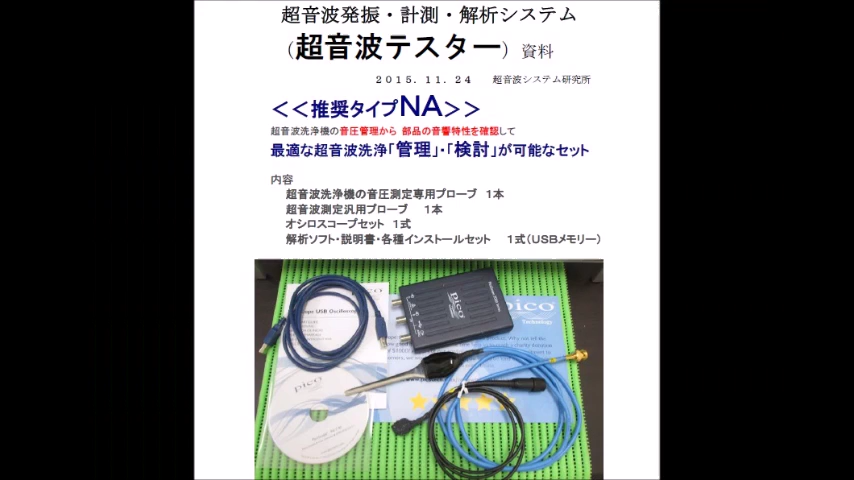 超音波発振・計測・解析システム
（超音波テスター）資料
２０１５．１１．２４　超音波システム研究所
＜＜推奨タイプNA＞＞
超音波洗浄機の音圧管理から 部品の音響特性を確認して
最適な超音波洗浄「管理」・「検討」が可能なセット
内容
超音波洗浄機の音圧測定専用プローブ　１本
超音波測定汎用プローブ　１本
オシロスコープセット　１式
解析ソフト・説明書・各種インストールセット　１式（ＵＳＢメモリー）
pico
USB Oscilloscope
pico
pico
Technology
pico